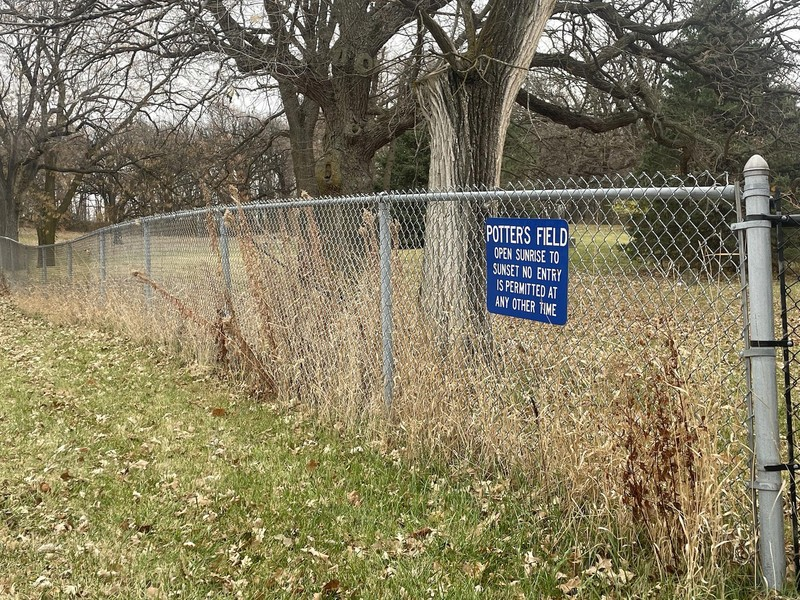 POTTERS FIELD
OPEN SUNRISE TO
SUNSET NO ENTRY
IS PERMITTED AT
ANY OTHER TIME